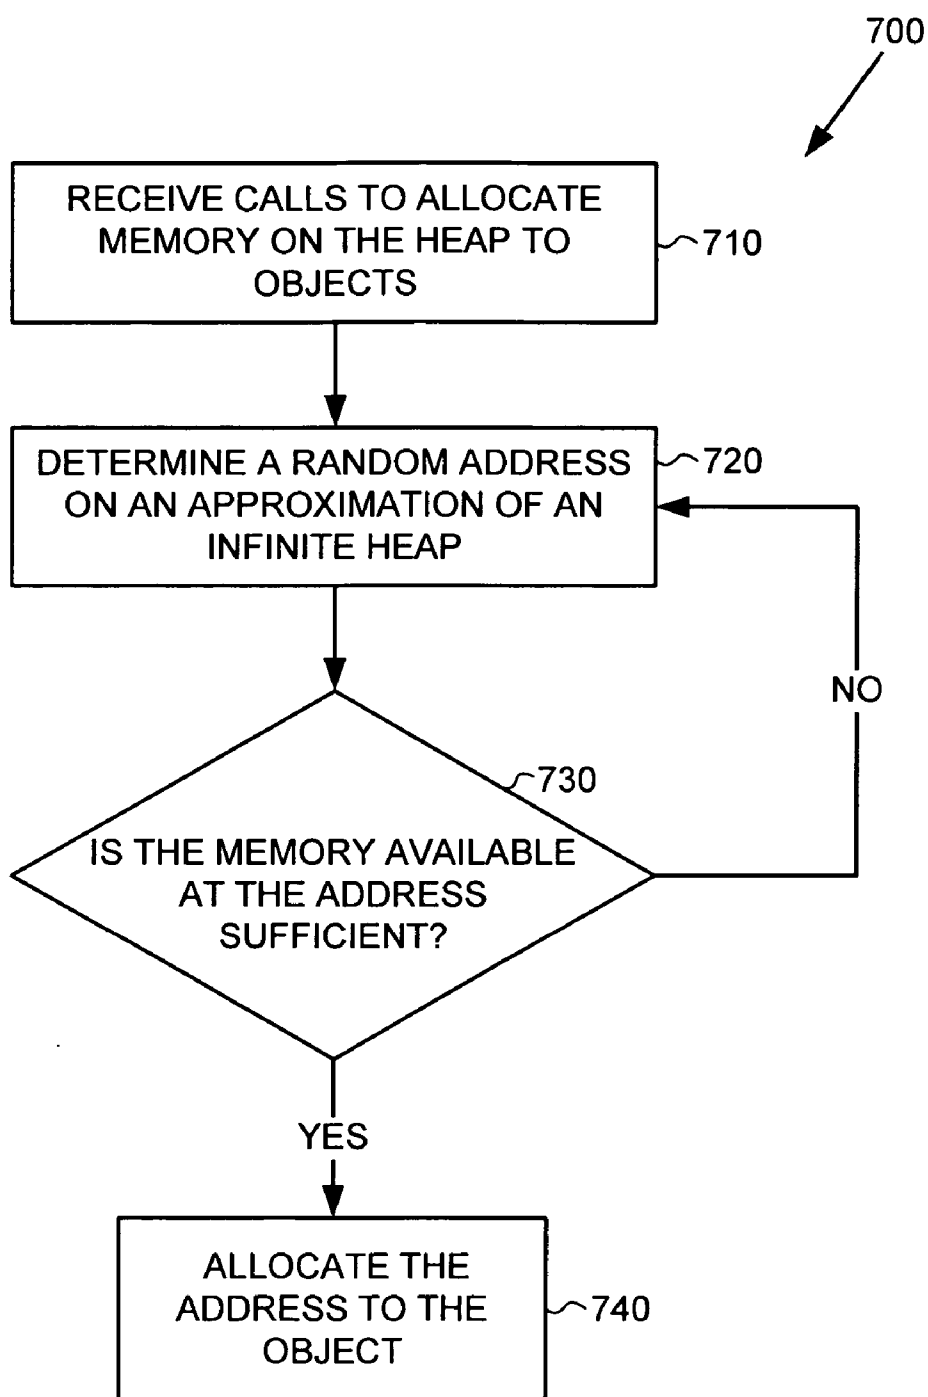 700
RECEIVE CALLS TO ALLOCATE
MEMORY ON THE HEAP TO
OBJECTS
710
DETERMINE A RANDOM ADDRESS
ON AN APPROXIMATION OF AN
INFINITE HEAP
720
NO
730
IS THE MEMORY AVAILABLE
AT THE ADDRESS
SUFFICIENT?
YES
ALLOCATE THE
ADDRESS TO THE
OBJECT
740